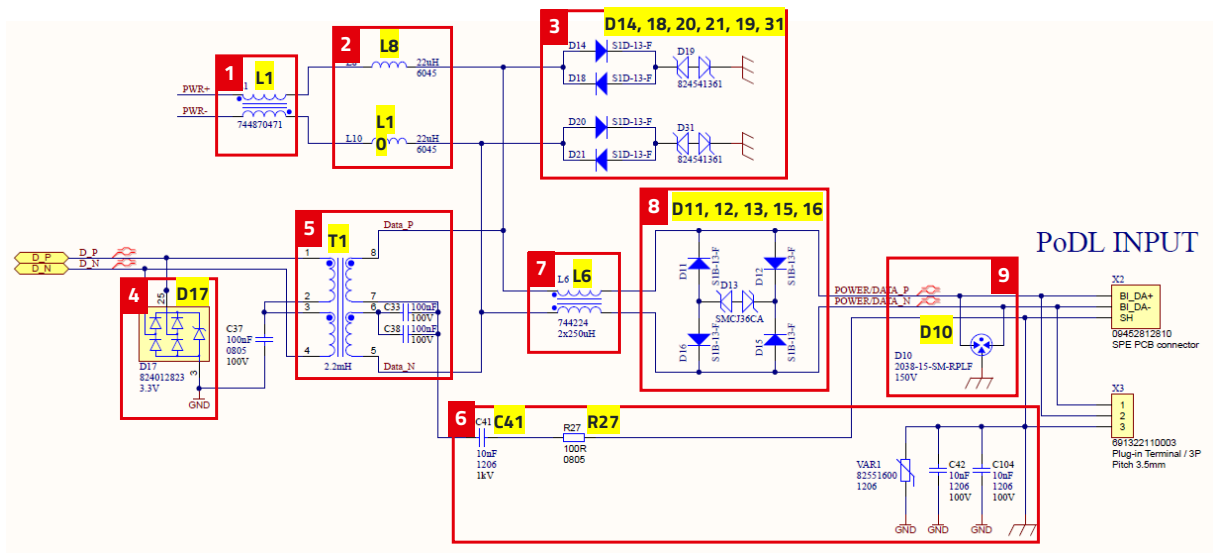 1
L1
1
PWR+
PWR-
744870471
2
L8
22uH
6045
L10
L10
22uH
6045
3
D14, 18, 20, 21, 19, 31
D14
S1D-13-F
D18
S1D-13-F
D19
824541361
D20
S1D-13-F
D21
S1D-13-F
D31
824541361
D_P
D_N
D_P
D_N
4
D17
25
3
D17
824012823
3.3V
GND
C37
100nF
0805
100V
5
T1
1
2
3
4
8
7
6
5
2.2mH
Data_P
Data_N
C33
100nF
100V
C38
100nF
100V
7
L6
L6
744224
2x250uH
8
D11, 12, 13, 15, 16
D11
S1B-13-F
D12
S1B-13-F
D13
SMCJ36CA
D16
S1B-13-F
D15
S1B-13-F
PoDL INPUT
9
POWER/DATA_P
POWER/DATA_N
D10
D10
2038-15-SM-RPLF
150V
X2
BI_DA+
BI_DA-
SH
09452812810
SPE PCB connector
X3
1
2
3
691322110003
Plug-in Terminal / 3P
Pitch 3.5mm
6
C41
C41
10nF
1206
1kV
R27
R27
100R
0805
VAR1
82551600
1206
C42
10nF
1206
100V
C104
10nF
1206
100V
GND
GND
GND